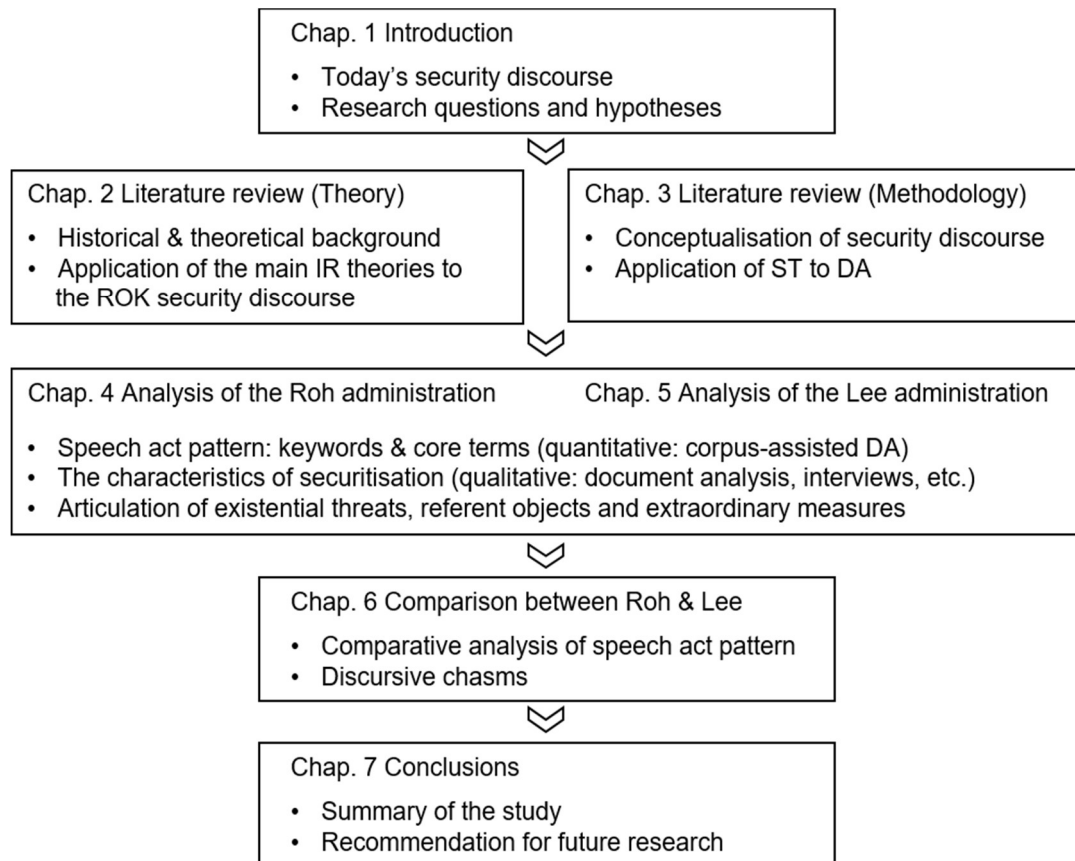 Chap. 1 Introduction
• Today’s security discourse
• Research questions and hypotheses
Chap. 2 Literature review (Theory)
• Historical & theoretical background
• Application of the main IR theories to
the ROK security discourse
Chap. 3 Literature review (Methodology)
• Conceptualisation of security discourse
• Application of ST to DA
Chap. 4 Analysis of the Roh administration
Chap. 5 Analysis of the Lee administration
• Speech act pattern: keywords & core terms (quantitative: corpus-assisted DA)
• The characteristics of securitisation (qualitative: document analysis, interviews, etc.)
• Articulation of existential threats, referent objects and extraordinary measures
Chap. 6 Comparison between Roh & Lee
• Comparative analysis of speech act pattern
• Discursive chasms
Chap. 7 Conclusions
• Summary of the study
• Recommendation for future research